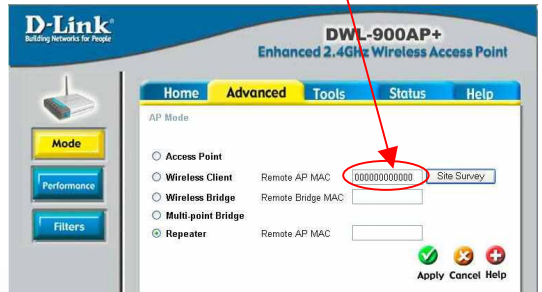 D-Link
Building Networks for People
DWL-900AP+
Enhanced 2.4GHz Wireless Access Point
Home Advanced Tools Status Help
AP Mode
Mode
Performance
Filters
Access Point
Wireless Client Remote AP MAC 000000000000 Site Survey
Wireless Bridge Remote Bridge MAC
Multi-point Bridge
Repeater Remote AP MAC
Apply Cancel Help